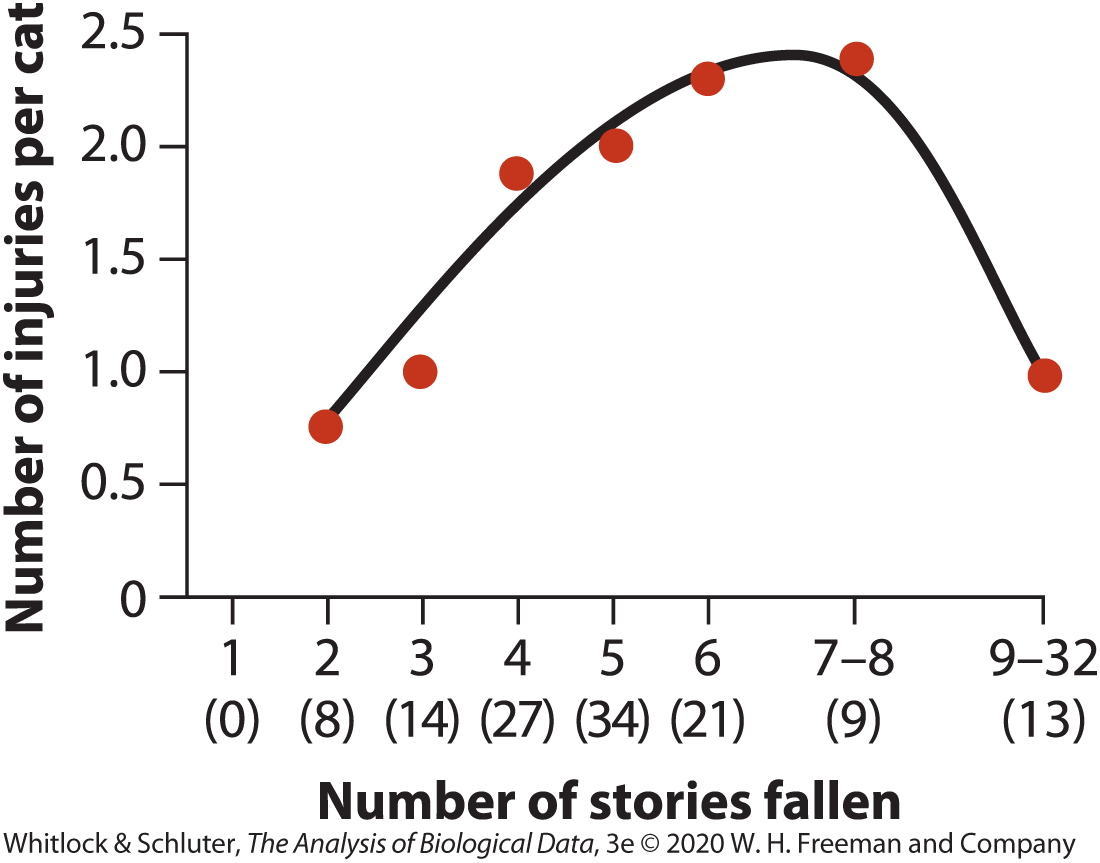 Number of injuries per cat
2.5
2.0
1.5
1.0
0.5
0
1 2 3 4 5 6 7–8 9–32
(0) (8) (14) (27) (34) (21) (9) (13)
Number of stories fallen
Whitlock & Schluter, The Analysis of Biological Data, 3e © 2020 W. H. Freeman and Company